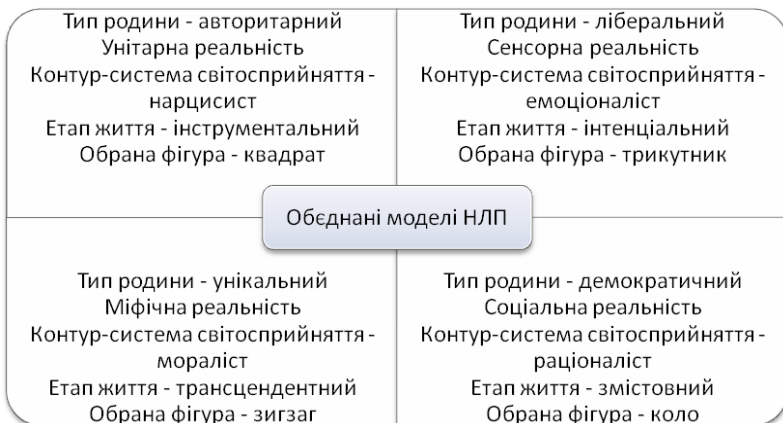 Тип родини - авторитарний
Унітарна реальність
Контур-система світосприйняття -
нарцисист
Етап життя - інструментальний
Обрана фігура - квадрат
Тип родини - ліберальний
Сенсорна реальність
Контур-система світосприйняття -
емоціоналіст
Етап життя - інтенціальний
Обрана фігура - трикутник
Обєднані моделі НЛП
Тип родини - унікальний
Міфічна реальність
Контур-система світосприйняття -
мораліст
Етап життя - трансцендентний
Обрана фігура - зигзаг
Тип родини - демократичний
Соціальна реальність
Контур-система світосприйняття -
раціоналіст
Етап життя - змістовний
Обрана фігура - коло